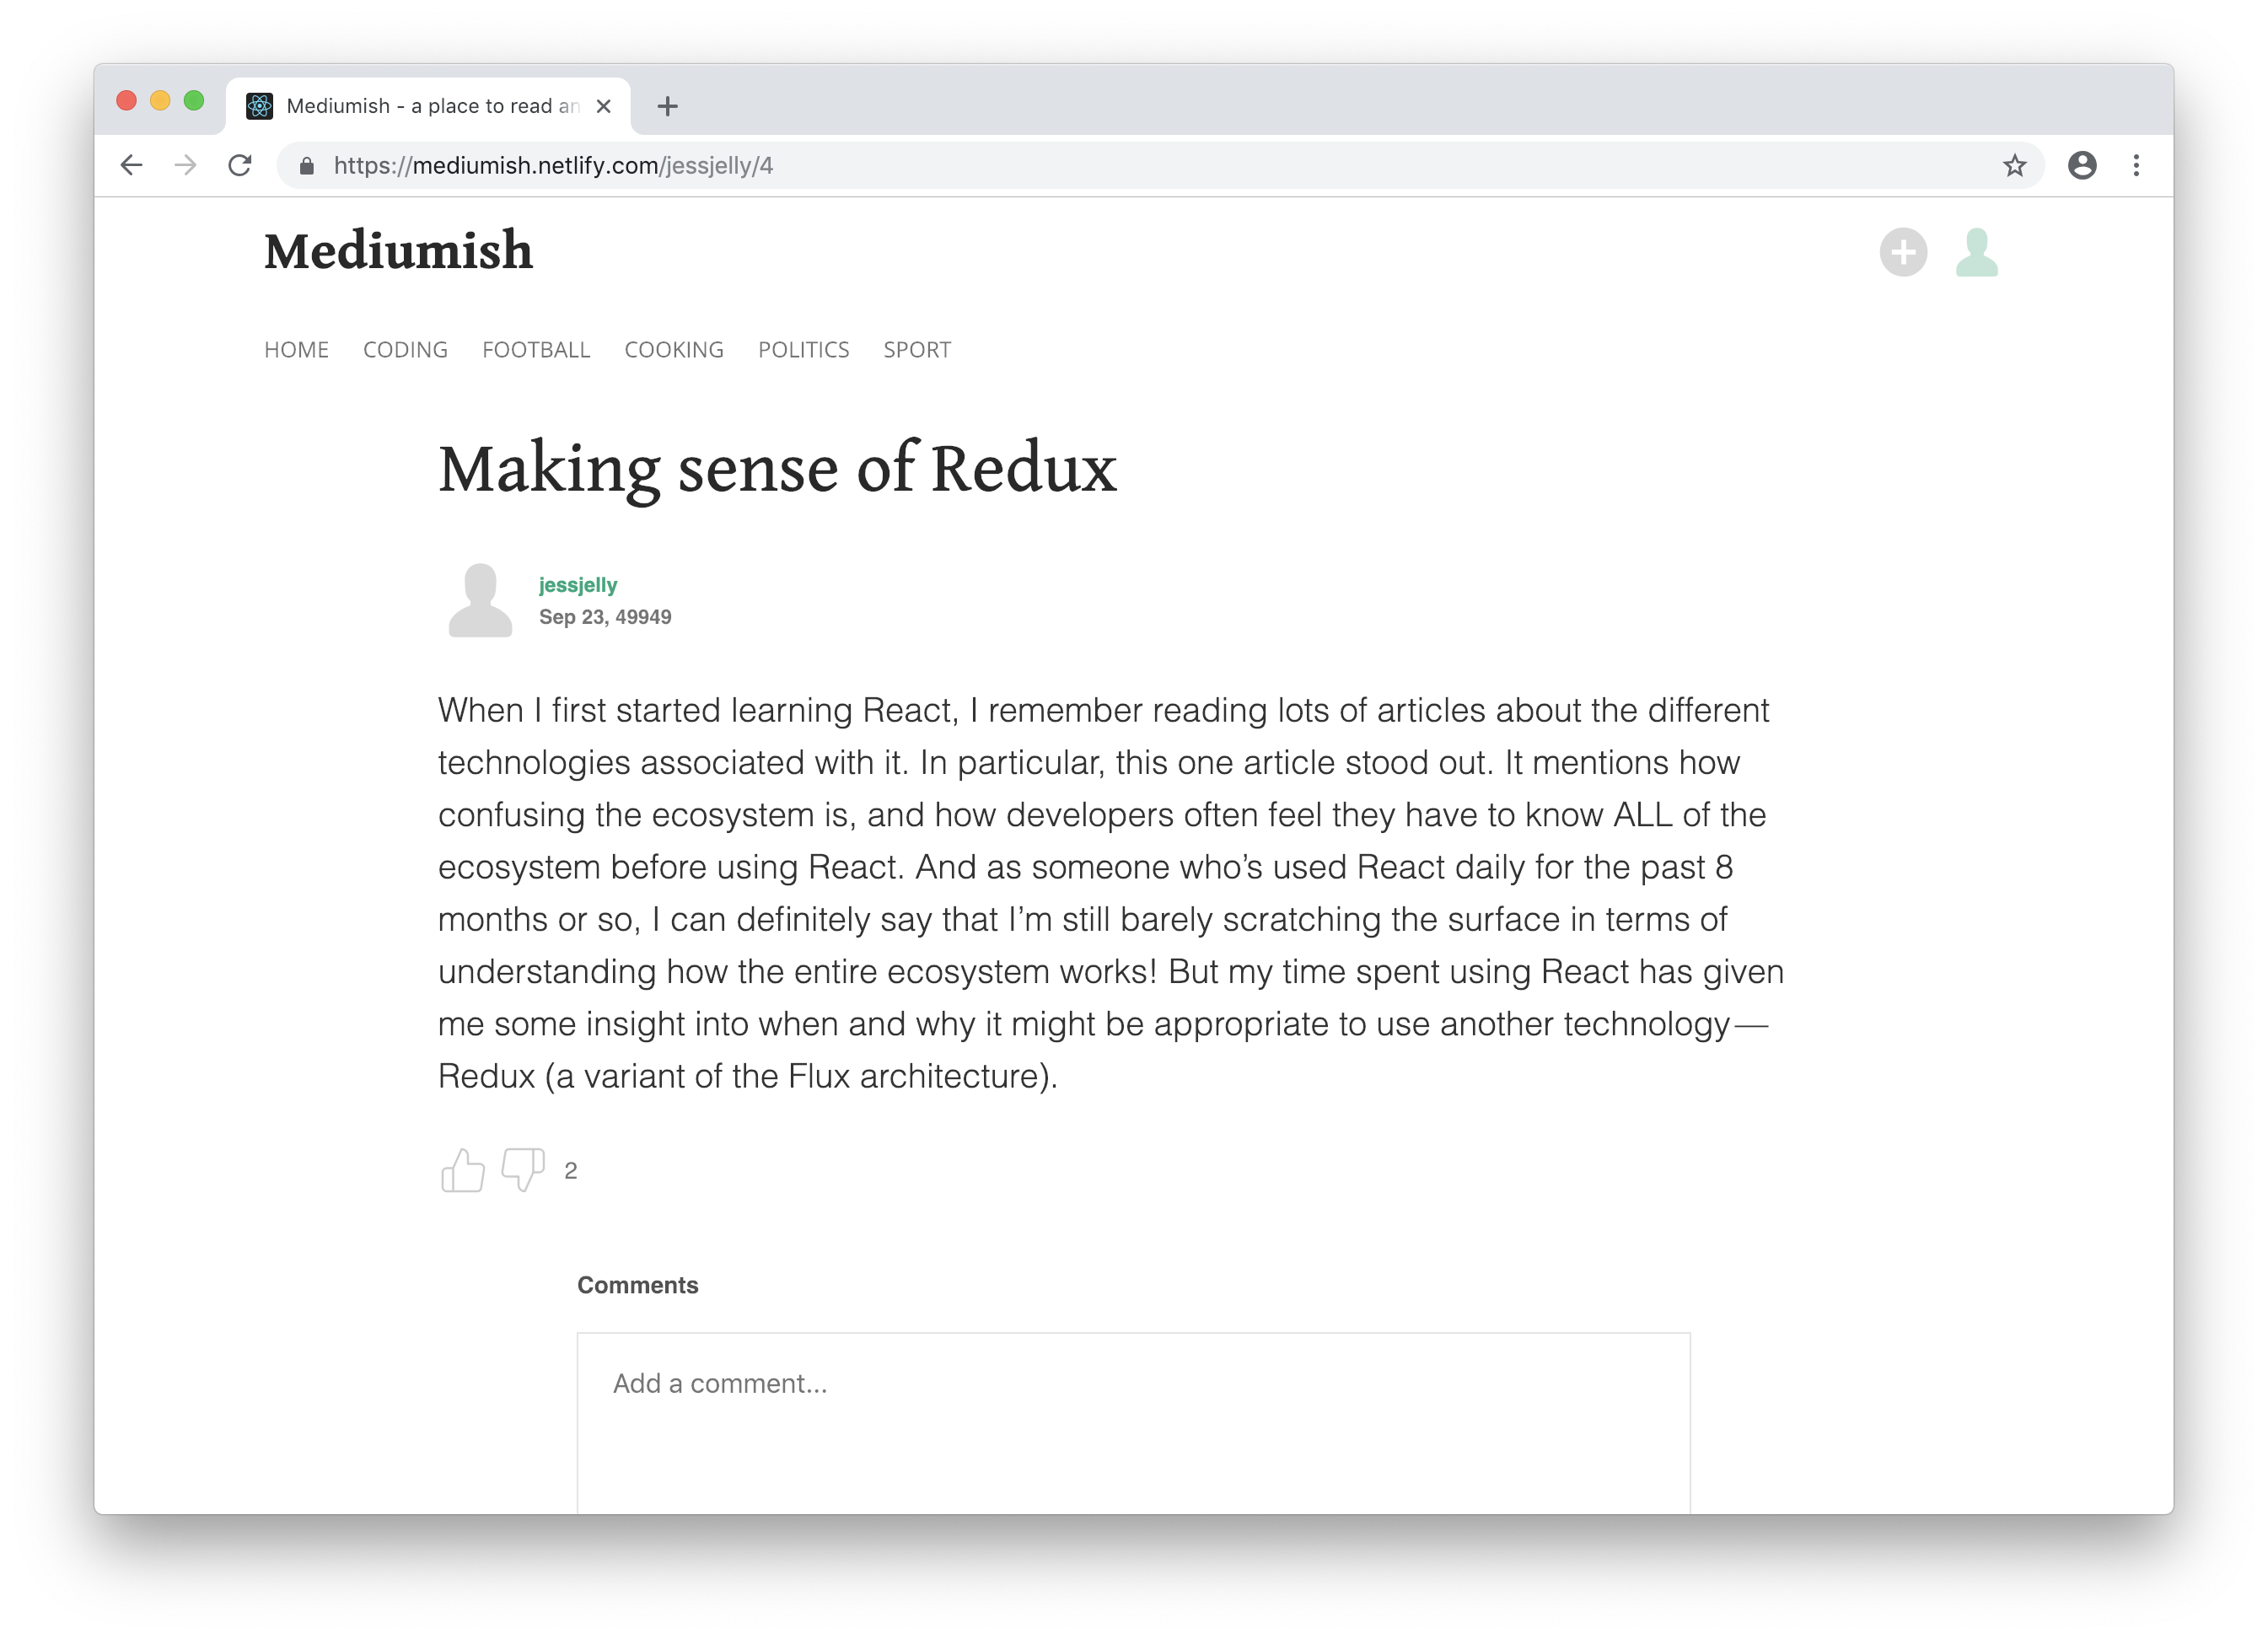 Mediumish - a place to read an
https://mediumish.netlify.com/jessjelly/4
Mediumish
HOME CODING FOOTBALL COOKING POLITICS SPORT
Making sense of Redux
jessjelly
Sep 23, 49949
When I first started learning React, I remember reading lots of articles about the different
technologies associated with it. In particular, this one article stood out. It mentions how
confusing the ecosystem is, and how developers often feel they have to know ALL of the
ecosystem before using React. And as someone who’s used React daily for the past 8
months or so, I can definitely say that I’m still barely scratching the surface in terms of
understanding how the entire ecosystem works! But my time spent using React has given
me some insight into when and why it might be appropriate to use another technology—
Redux (a variant of the Flux architecture).
2
Comments
Add a comment...